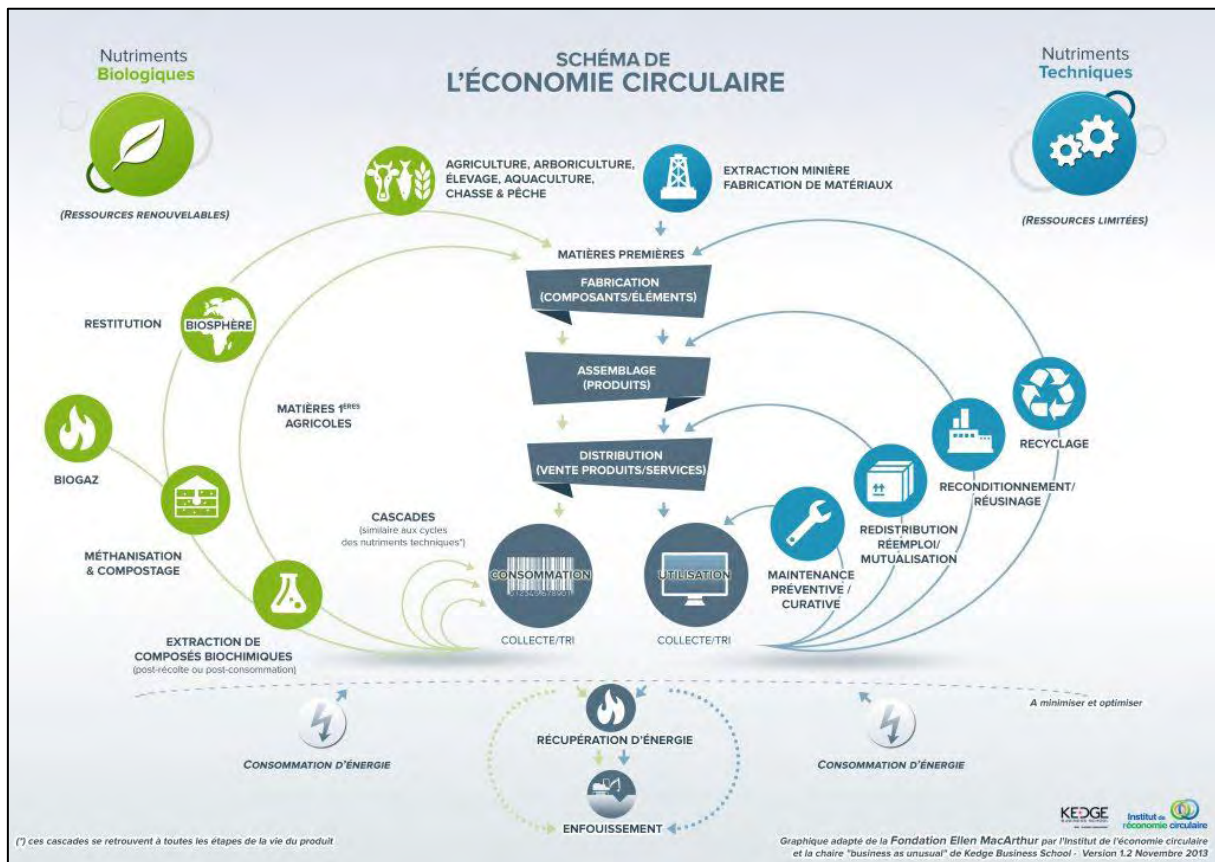 Nutriments
Biologiques
(RESSOURCES RENOUVELABLES)
SCHÉMA DE
L'ÉCONOMIE CIRCULAIRE
Nutriments
Techniques
(RESSOURCES LIMITÉES)
AGRICULTURE, ARBORICULTURE,
ÉLEVAGE, AQUACULTURE,
CHASSE & PÊCHE
EXTRACTION MINIÈRE
FABRICATION DE MATÉRIAUX
MATIÈRES PREMIÈRES
FABRICATION
(COMPOSANTS/ÉLÉMENTS)
RESTITUTION
BIOSPHÈRE
ASSEMBLAGE
(PRODUITS)
MATIÈRES 1ÈRES
AGRICOLES
RECYCLAGE
BIOGAZ
DISTRIBUTION
(VENTE PRODUITS/SERVICES)
RECONDITIONNEMENT/
RÉUSINAGE
MÉTHANISATION
& COMPOSTAGE
CASCADES
(similaire aux cycles
des nutriments techniques*)
REDISTRIBUTION
RÉEMPLOI/
MUTUALISATION
CONSOMMATION
UTILISATION
MAINTENANCE
PRÉVENTIVE /
CURATIVE
EXTRACTION DE
COMPOSÉS BIOCHIMIQUES
(post-récolte ou post-consommation)
COLLECTE/TRI
COLLECTE/TRI
A minimiser et optimiser
CONSOMMATION D'ÉNERGIE
RÉCUPÉRATION D'ÉNERGIE
CONSOMMATION D'ÉNERGIE
ENFOUISSEMENT
KEDGE
BUSINESS SCHOOL
Institut de
l'économie circulaire
(*) ces cascades se retrouvent à toutes les étapes de la vie du produit
Graphique adapté de la Fondation Ellen MacArthur par l'Institut de l'économie circulaire
et la chaire "business as unusual" de Kedge Business School - Version 1.2 Novembre 2013